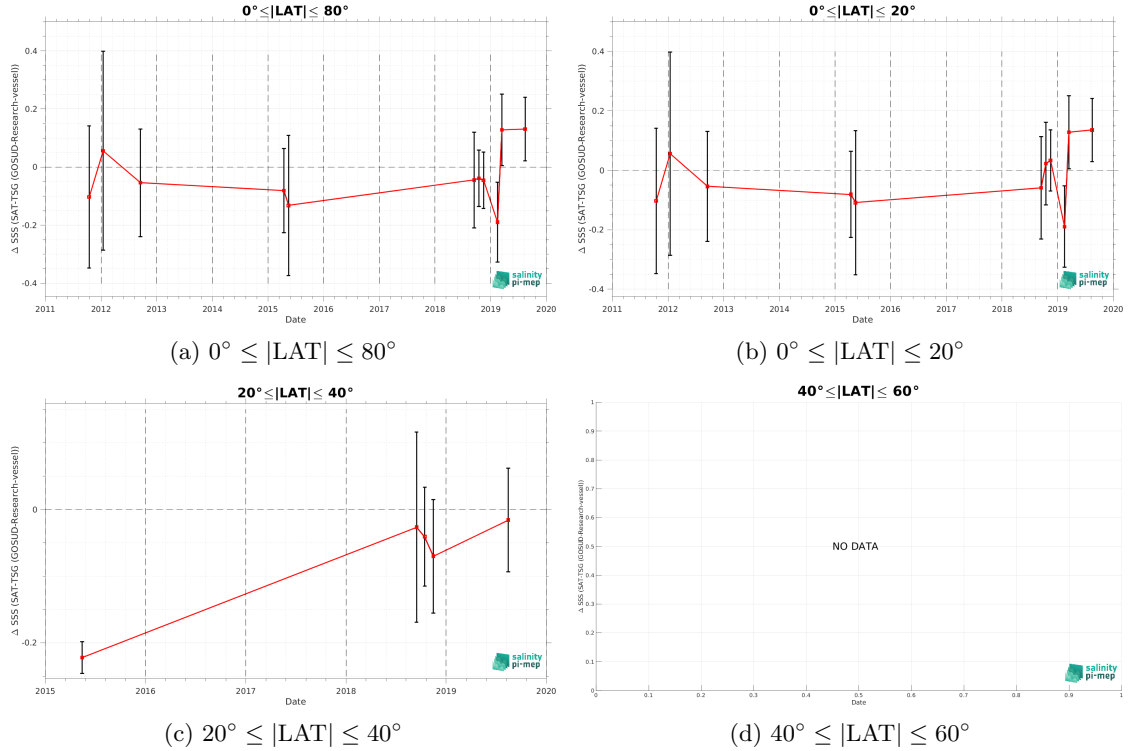 0°≤|LAT|≤ 80°
Δ SSS (SAT-TSG (GOSUD-Research-vessel))
0.4
0.2
0
-0.2
-0.4
2011 2012 2013 2014 2015 2016 2017 2018 2019 2020
Date
salinity
pi-mep
(a) 0° ≤ |LAT| ≤ 80°
0°≤|LAT|≤ 20°
Δ SSS (SAT-TSG (GOSUD-Research-vessel))
0.4
0.2
0
-0.2
-0.4
2011 2012 2013 2014 2015 2016 2017 2018 2019 2020
Date
salinity
pi-mep
(b) 0° ≤ |LAT| ≤ 20°
20°≤|LAT|≤ 40°
Δ SSS (SAT-TSG (GOSUD-Research-vessel))
0
-0.2
2015 2016 2017 2018 2019 2020
Date
salinity
pi-mep
(c) 20° ≤ |LAT| ≤ 40°
40°≤|LAT|≤ 60°
Δ SSS (SAT-TSG (GOSUD-Research-vessel))
1
0.9
0.8
0.7
0.6
0.5
0.4
0.3
0.2
0.1
0
NO DATA
0 0.1 0.2 0.3 0.4 0.5 0.6 0.7 0.8 0.9 1
Date
salinity
pi-mep
(d) 40° ≤ |LAT| ≤ 60°